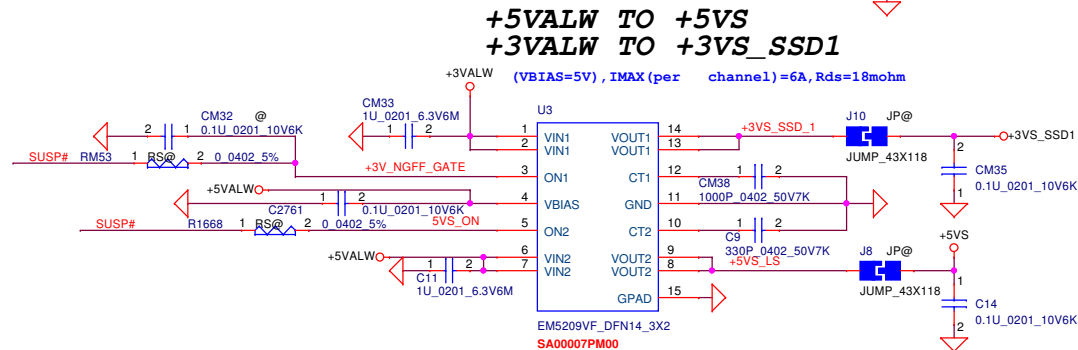 +5VALW TO +5VS
+3VALW TO +3VS_SSD1
(VBIAS=5V),IMAX(per channel)=6A,Rds=18mohm
+3VALW
CM32 @
0.1U_0201_10V6K
2 1
CM33
1U_0201_6.3V6M
1 2
U3
SUSP# RM53 1 RS@ 2 0_0402_5%
+3V_NGFF_GATE
+5VALW
1 2
C2761 0.1U_0201_10V6K
5VS_ON
SUSP# R1668 1 RS@ 2 0_0402_5%
+5VALW
1 2
C11
1U_0201_6.3V6M
1 VIN1 VOUT1 14
2 VIN1 VOUT1 13
3 ON1 CT1 12
4 VBIAS GND 11
5 ON2 CT2 10
6 VIN2 VOUT2 9
7 VIN2 VOUT2 8
GPAD 15
EM5209VF_DFN14_3X2
SA00007PM00
+3VS_SSD_1
J10 JP@
JUMP_43X118
+3VS_SSD1
2
CM35
1
0.1U_0201_10V6K
1 2
CM38
1000P_0402_50V7K
1 2
C9
330P_0402_50V7K
+5VS_LS
J8 JP@
JUMP_43X118
+5VS
1
C14
0.1U_0201_10V6K
2